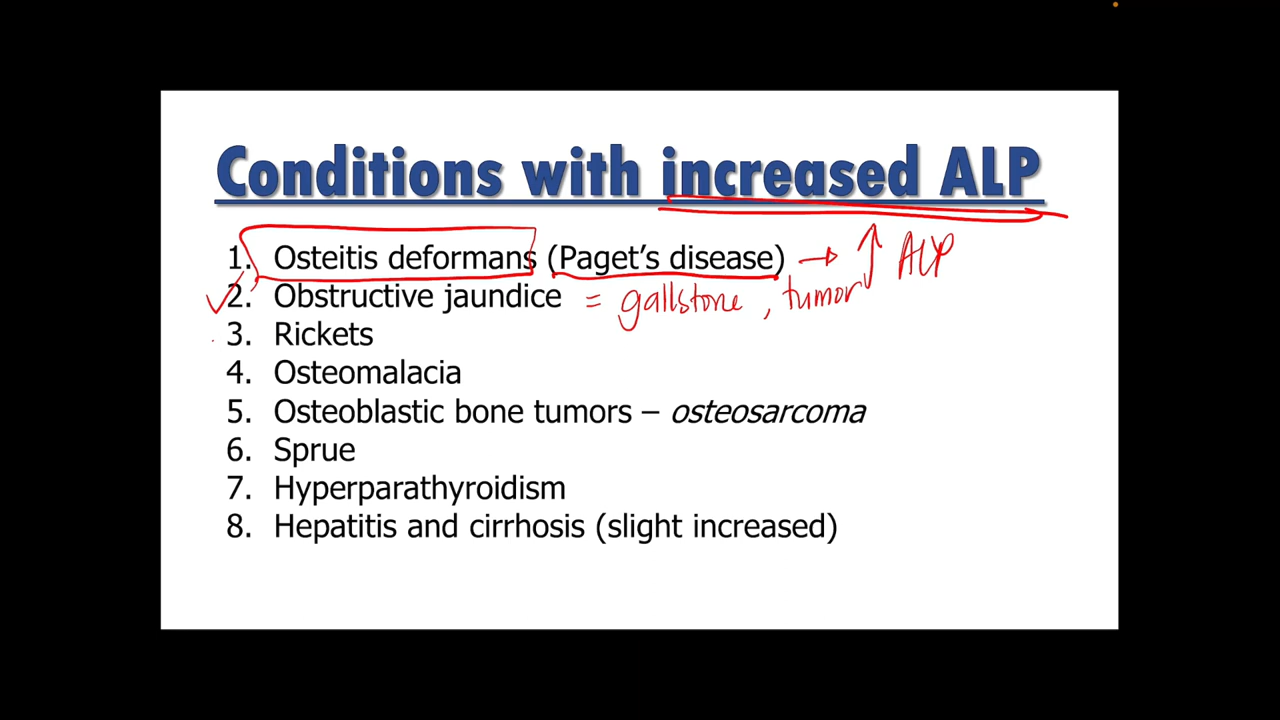 Conditions with increased ALP
1. Osteitis deformans (Paget's disease) → ↑ ALP
2. Obstructive jaundice = gallstone, tumor
3. Rickets
4. Osteomalacia
5. Osteoblastic bone tumors – osteosarcoma
6. Sprue
7. Hyperparathyroidism
8. Hepatitis and cirrhosis (slight increased)